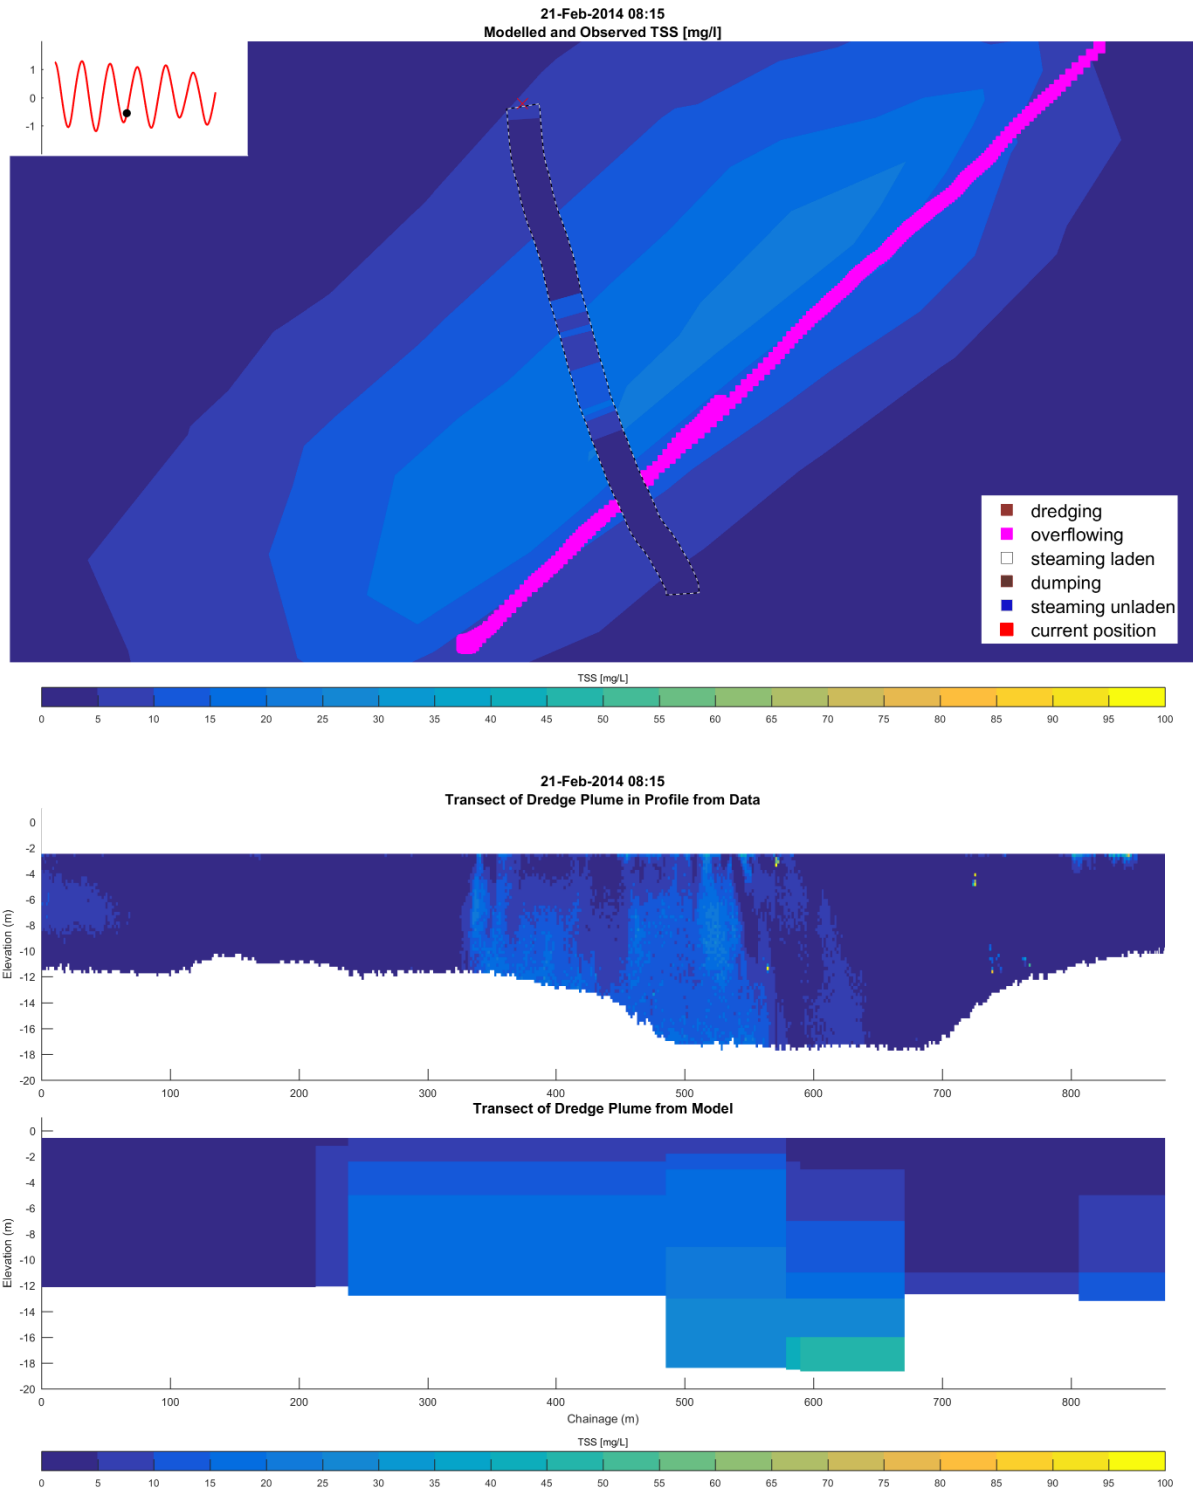 21-Feb-2014 08:15
Modelled and Observed TSS [mg/l]
1
0
-1
dredging
overflowing
steaming laden
dumping
steaming unladen
current position
TSS [mg/L]
0 5 10 15 20 25 30 35 40 45 55 60 65 70 75 80 85 90 95 100
21-Feb-2014 08:15
Transect of Dredge Plume in Profile from Data
0
-2
-4
-6
-8
-10
-12
-14
-16
-18
-20
Elevation (m)
0 100 200 300 400 500 600 700 800
Transect of Dredge Plume from Model
0
-2
-4
-6
-8
-10
-12
-14
-16
-18
-20
Elevation (m)
0 100 200 300 400 500 600 700 800
Chainage (m)
TSS [mg/L]
0 5 10 15 20 25 30 35 40 45 55 60 65 70 75 80 85 90 95 100